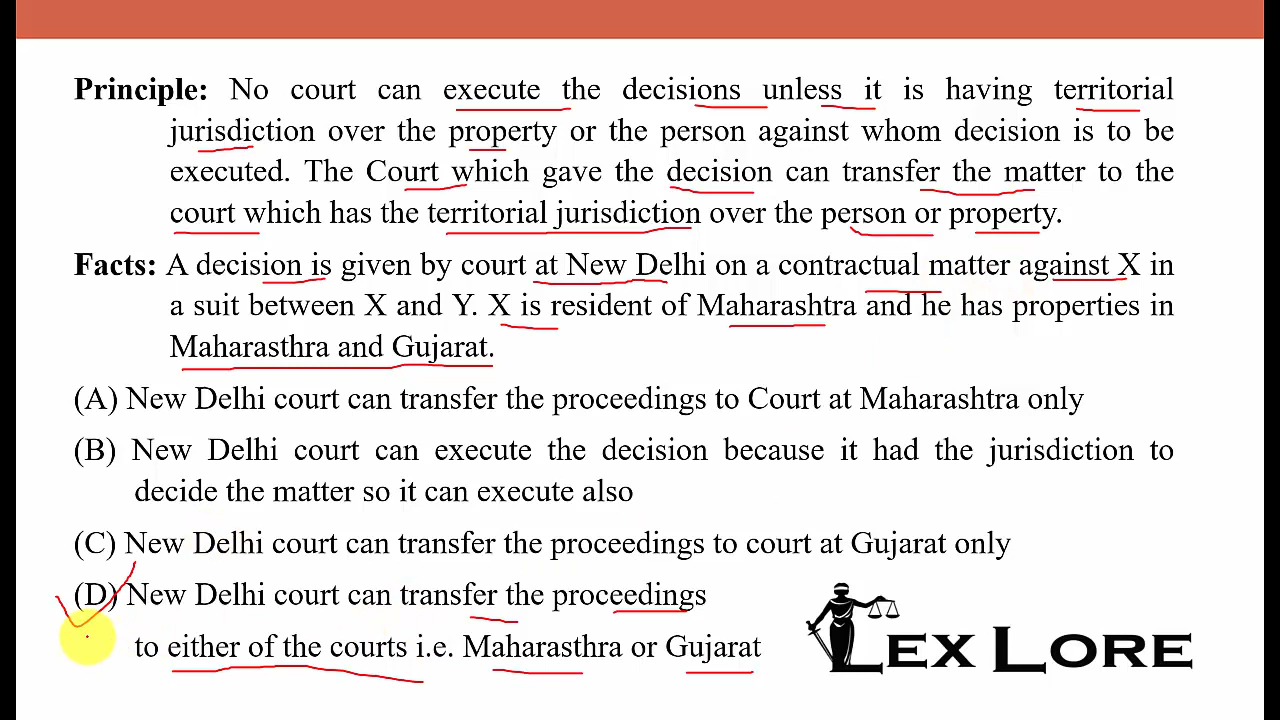 Principle: No court can execute the decisions unless it is having territorial
jurisdiction over the property or the person against whom decision is to be
executed. The Court which gave the decision can transfer the matter to the
court which has the territorial jurisdiction over the person or property.
Facts: A decision is given by court at New Delhi on a contractual matter against X in
a suit between X and Y. X is resident of Maharashtra and he has properties in
Maharasthra and Gujarat.
(A) New Delhi court can transfer the proceedings to Court at Maharashtra only
(B) New Delhi court can execute the decision because it had the jurisdiction to
decide the matter so it can execute also
(C) New Delhi court can transfer the proceedings to court at Gujarat only
(D) New Delhi court can transfer the proceedings
to either of the courts i.e. Maharasthra or Gujarat
LEX LORE